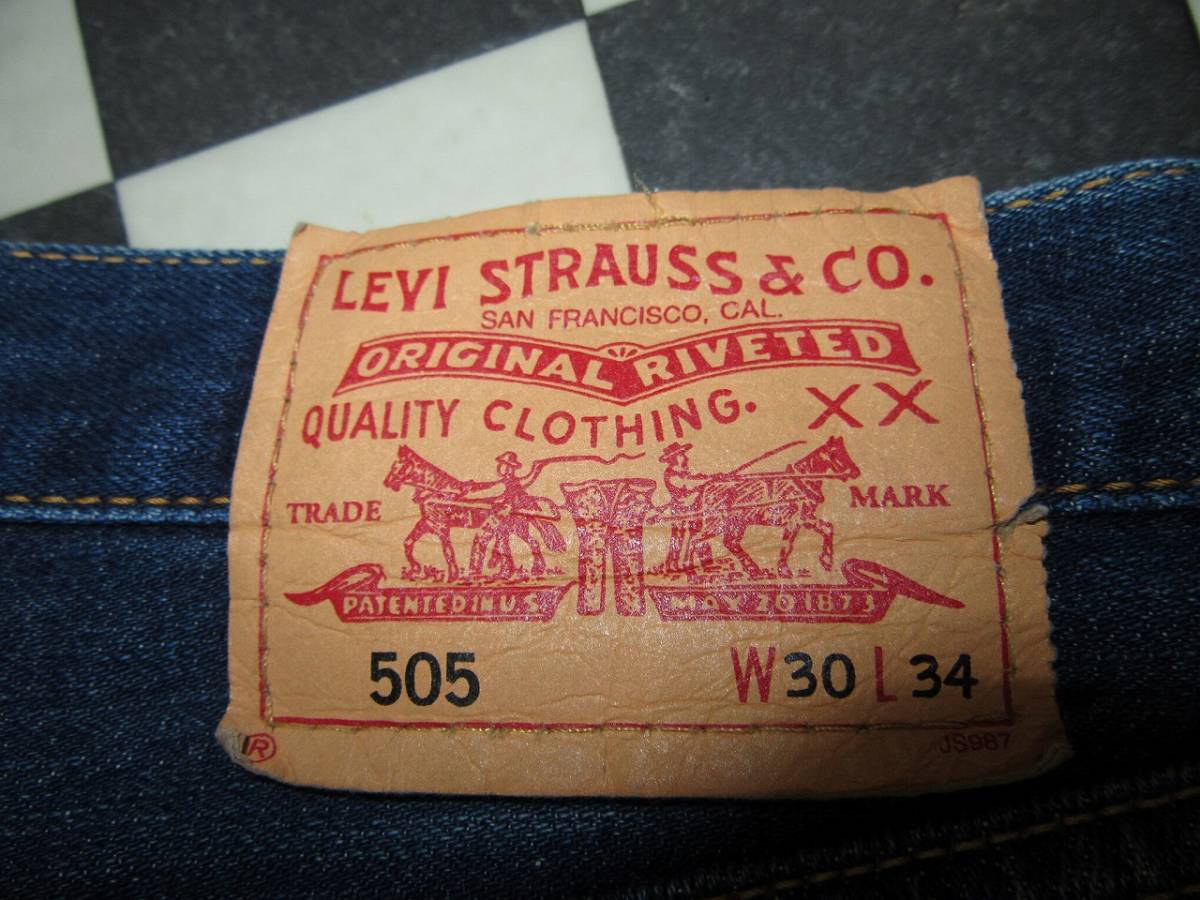 LEVI STRAUSS & CO.
SAN FRANCISCO, CAL.
ORIGINAL RIVETED
QUALITY CLOTHING. XX
TRADE MARK
PATENTED IN U.S. MAY 20 1873
505 W30 L34
® JS987